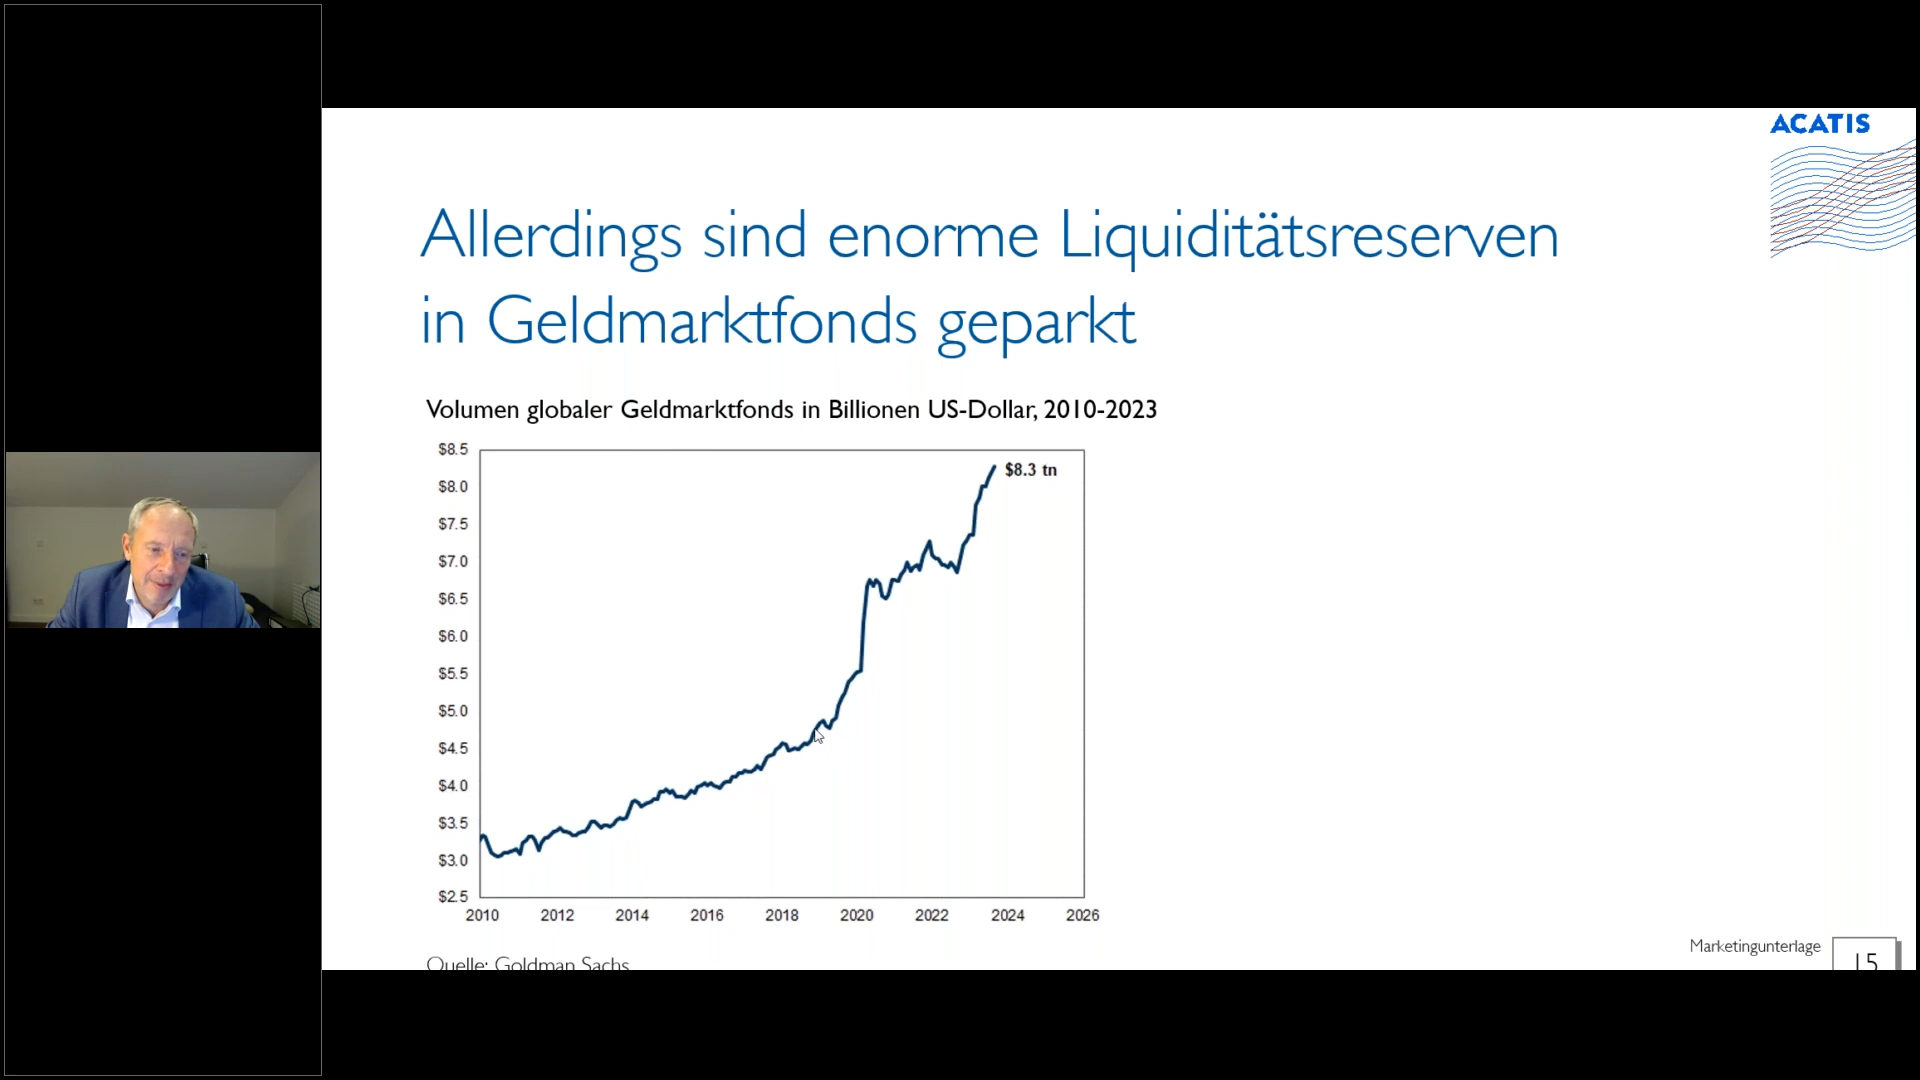 ACATIS
Allerdings sind enorme Liquiditätsreserven
in Geldmarktfonds geparkt
Volumen globaler Geldmarktfonds in Billionen US-Dollar, 2010-2023
$8.5
$8.3 tn
$8.0
$7.5
$7.0
$6.5
$6.0
$5.5
$5.0
$4.5
$4.0
$3.5
$3.0
$2.5
2010 2012 2014 2016 2018 2020 2022 2024 2026
Quelle: Goldman Sachs
Marketingunterlage
15